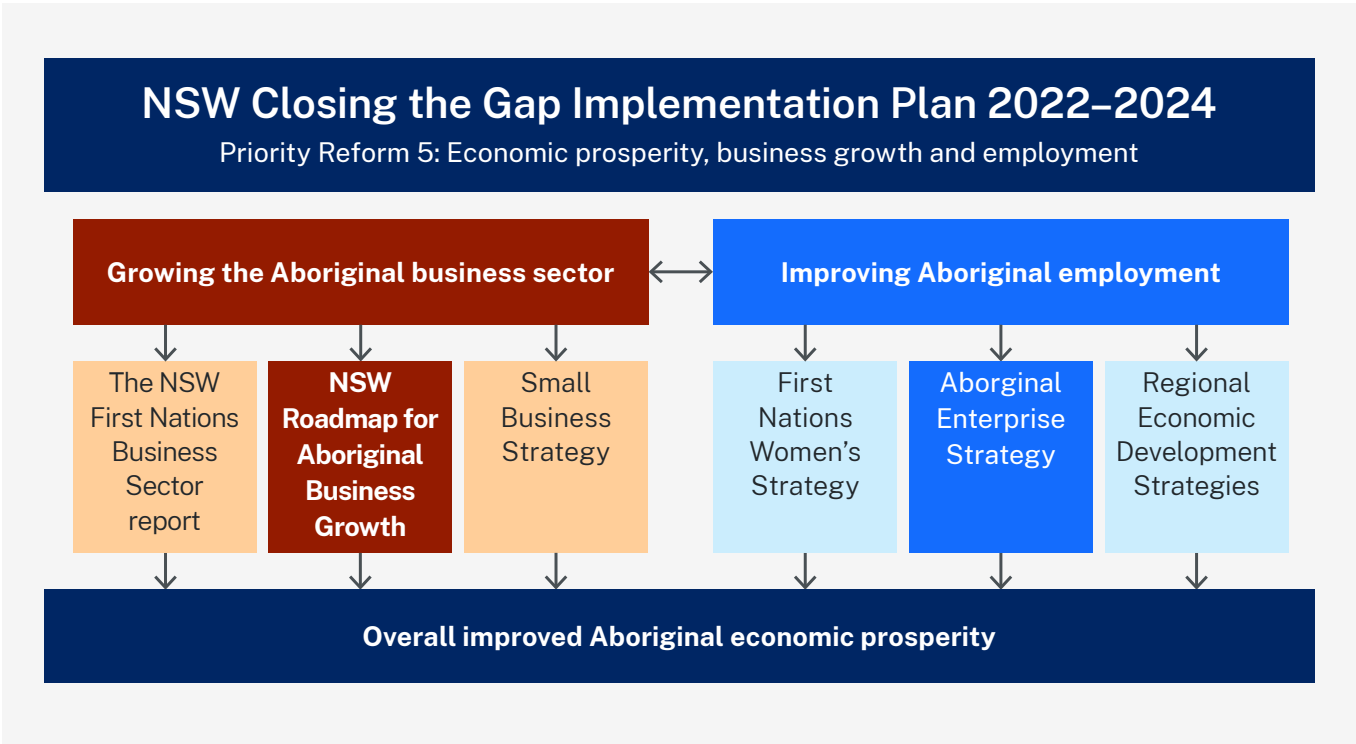 NSW Closing the Gap Implementation Plan 2022–2024
Priority Reform 5: Economic prosperity, business growth and employment
Growing the Aboriginal business sector
Improving Aboriginal employment
The NSW
First Nations
Business
Sector
report
NSW
Roadmap for
Aboriginal
Business
Growth
Small
Business
Strategy
First
Nations
Women’s
Strategy
Aborginal
Enterprise
Strategy
Regional
Economic
Development
Strategies
Overall improved Aboriginal economic prosperity